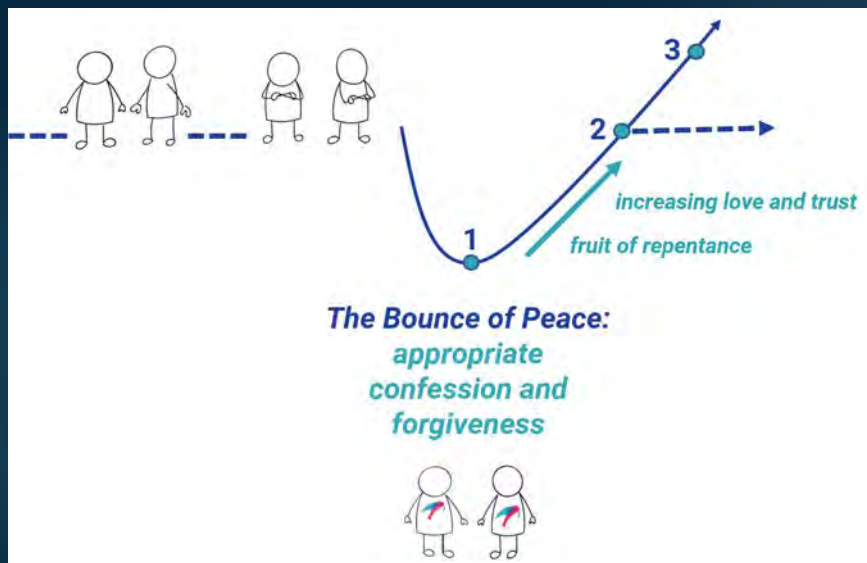 3
2
increasing love and trust
1
fruit of repentance
The Bounce of Peace:
appropriate
confession and
forgiveness